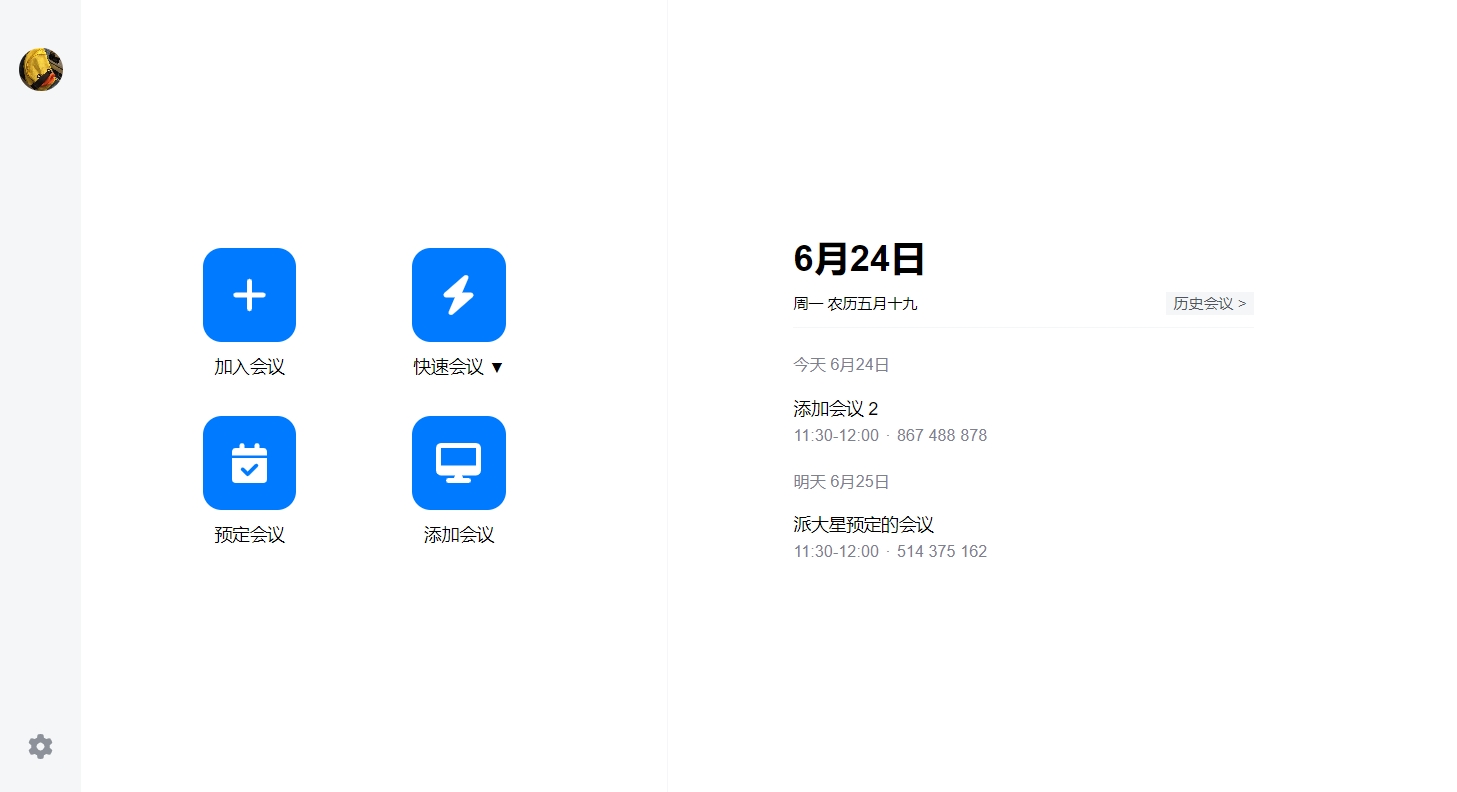 加入会议
快速会议 ▼
预定会议
添加会议
6月24日
周一 农历五月十九
历史会议 >
今天 6月24日
添加会议 2
11:30-12:00 · 867 488 878
明天 6月25日
派大星预定的会议
11:30-12:00 · 514 375 162